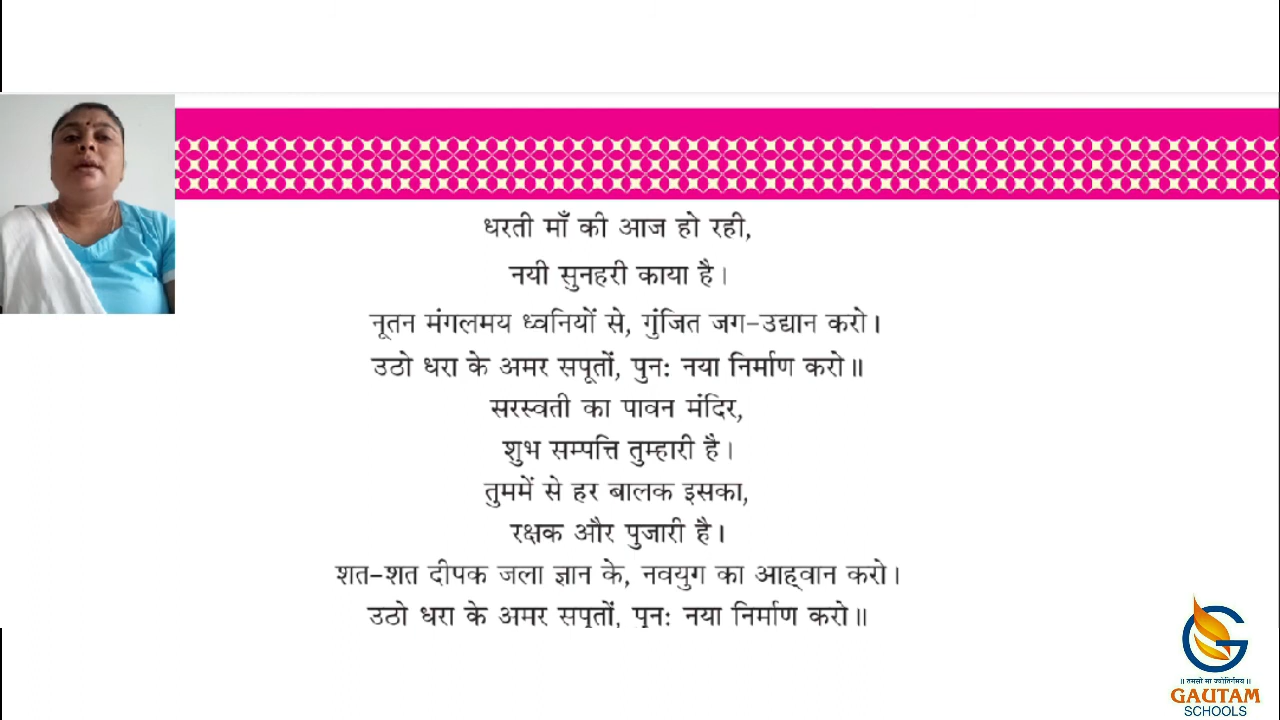 धरती माँ की आज हो रही,
नयी सुनहरी काया है।
नूतन मंगलमय ध्वनियों से, गुंजित जग-उद्यान करो।
उठो धरा के अमर सपूतों, पुनः नया निर्माण करो॥
सरस्वती का पावन मंदिर,
शुभ सम्पत्ति तुम्हारी है।
तुममें से हर बालक इसका,
रक्षक और पुजारी है।
शत-शत दीपक जला ज्ञान के, नवयुग का आह्वान करो।
उठो धरा के अमर सपूतों, पुनः नया निर्माण करो॥
॥ तमसो मा ज्योतिर्गमय ॥
GAUTAM
SCHOOLS